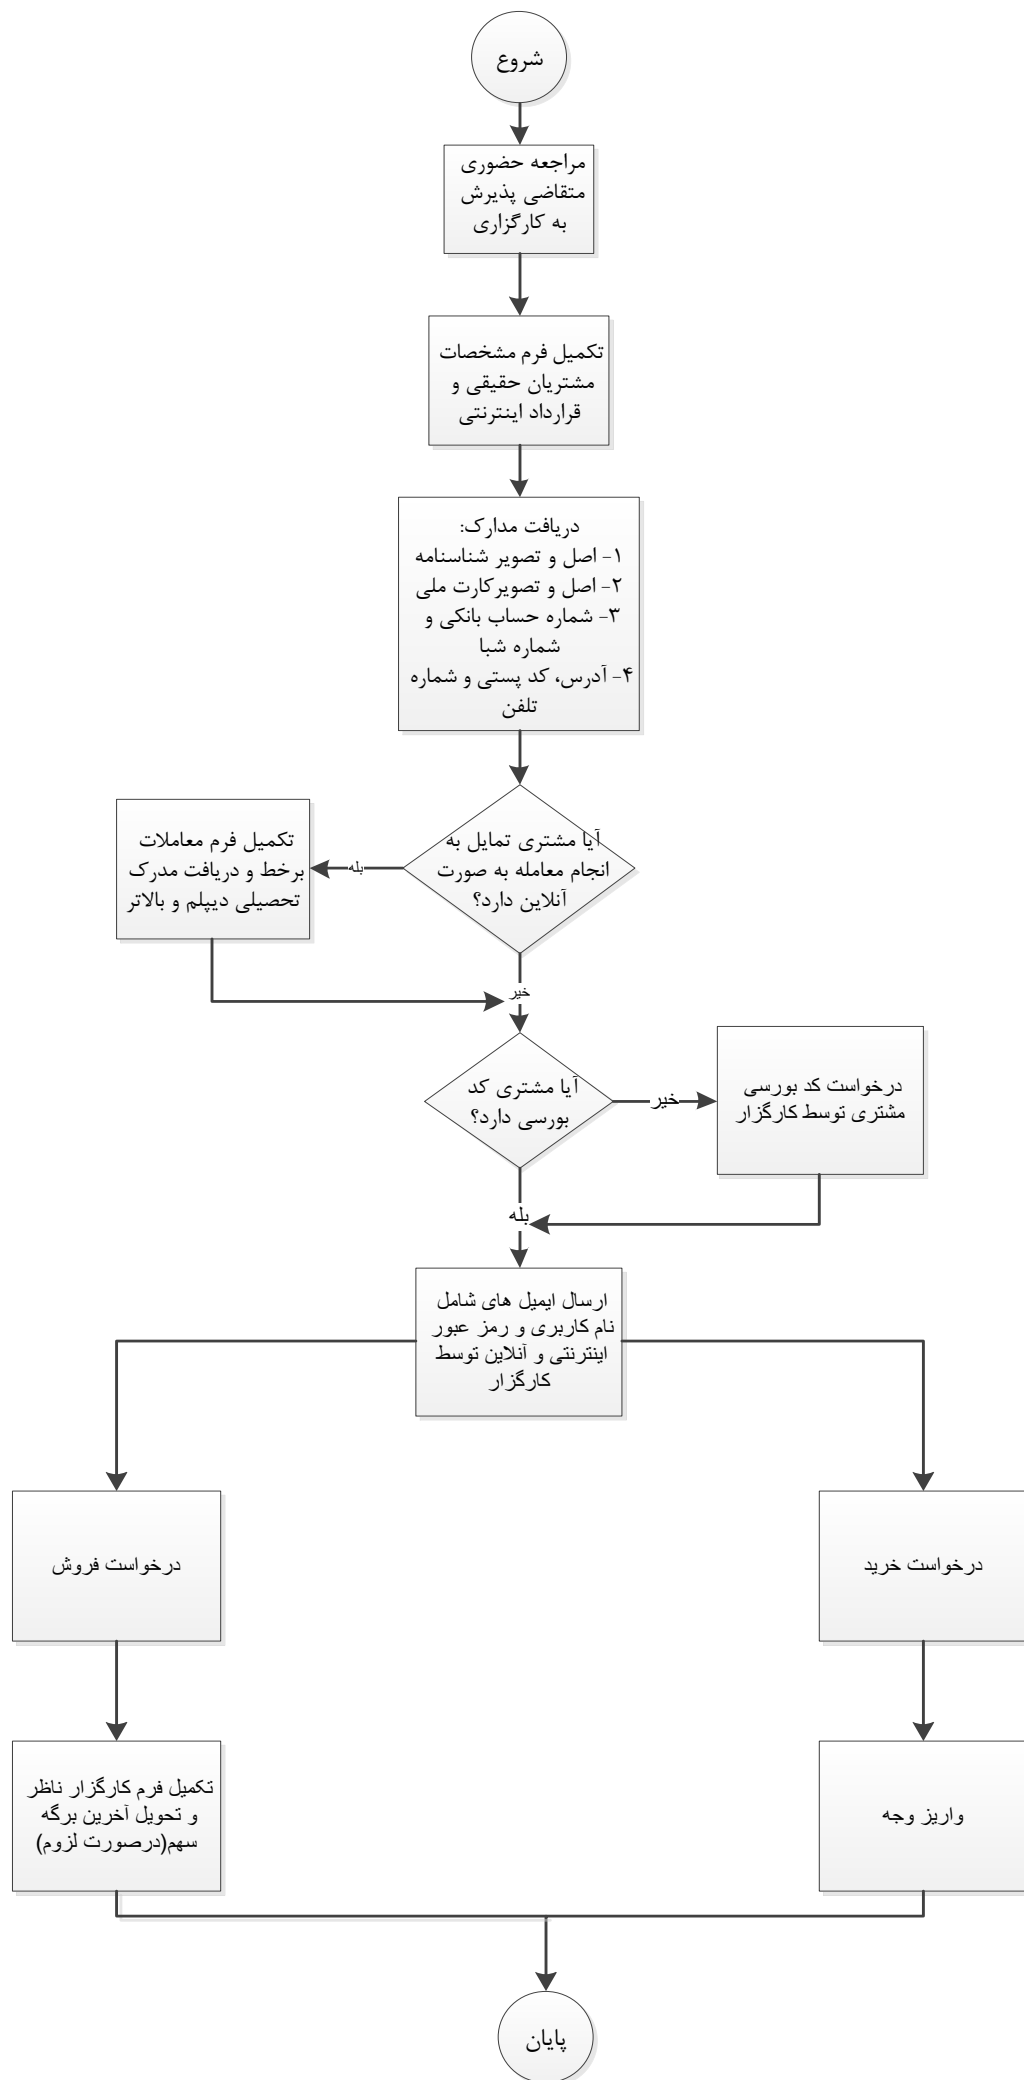 شروع
مراجعه حضوری
متقاضی پذیرش
به کارگزاری
تکمیل فرم مشخصات
مشتریان حقیقی و
قرارداد اینترنتی
دریافت مدارک:
۱- اصل و تصویر شناسنامه
۲- اصل و تصویرکارت ملی
۳- شماره حساب بانکی و
شماره شبا
۴- آدرس، کد پستی و شماره
تلفن
آیا مشتری تمایل به
انجام معامله به صورت
آنلاین دارد؟
بله
تکمیل فرم معاملات
برخط و دریافت مدرک
تحصیلی دیپلم و بالاتر
خیر
آیا مشتری کد
بورسی دارد؟
خیر
درخواست کد بورسی
مشتری توسط کارگزار
بله
ارسال ایمیل های شامل
نام کاربری و رمز عبور
اینترنتی و آنلاین توسط
کارگزار
درخواست خرید
درخواست فروش
واریز وجه
تکمیل فرم کارگزار ناظر
و تحویل آخرین برگه
سهم(درصورت لزوم)
پایان